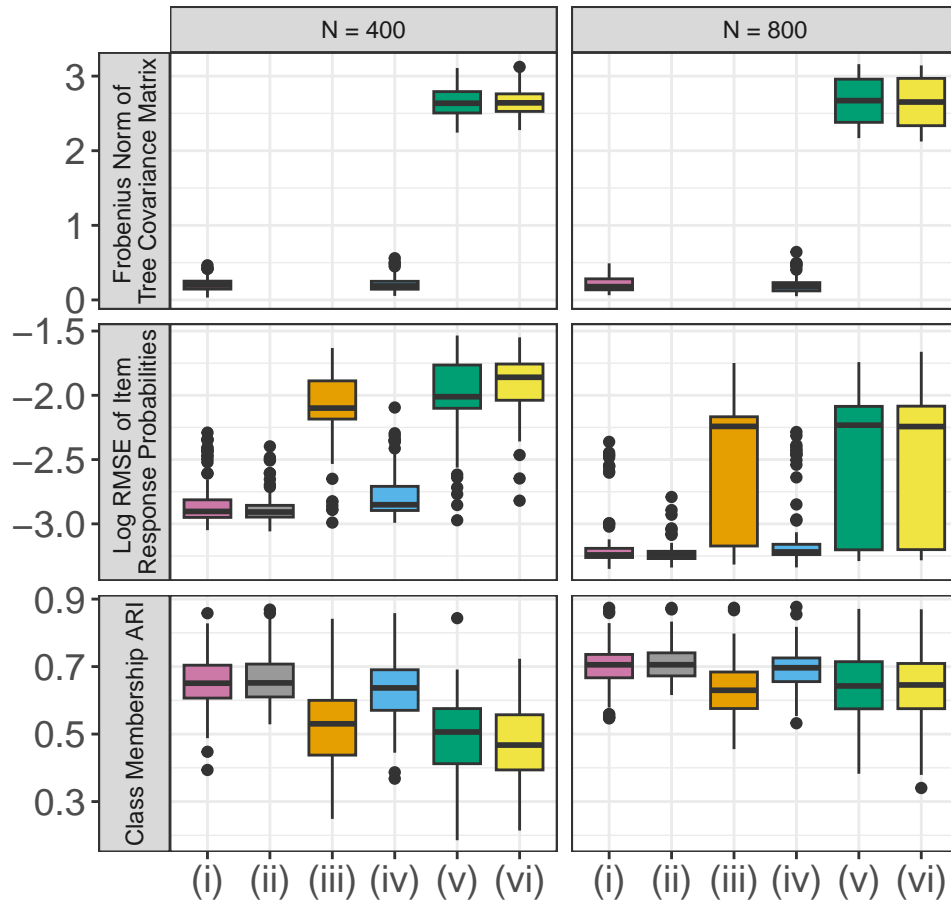 N = 400
N = 800
Frobenius Norm of
Tree Covariance Matrix
3
2
1
0
Log RMSE of Item
Response Probabilities
−1.5
−2.0
−2.5
−3.0
Class Membership ARI
0.9
0.7
0.5
0.3
(i) (ii) (iii) (iv) (v) (vi)
(i) (ii) (iii) (iv) (v) (vi)